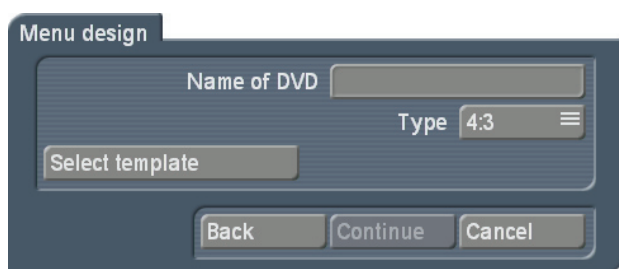 Menu design
Name of DVD
Type 4:3
Select template
Back Continue Cancel